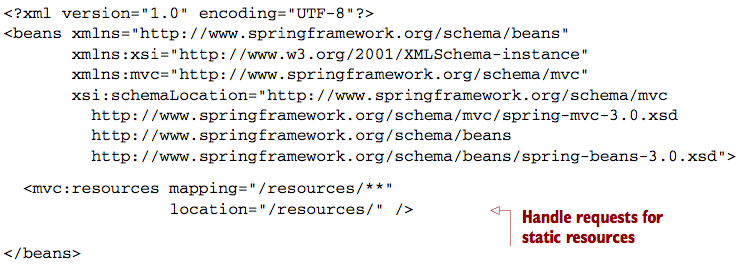 <?xml version="1.0" encoding="UTF-8"?>
<beans xmlns="http://www.springframework.org/schema/beans"
xmlns:xsi="http://www.w3.org/2001/XMLSchema-instance"
xmlns:mvc="http://www.springframework.org/schema/mvc"
xsi:schemaLocation="http://www.springframework.org/schema/mvc
http://www.springframework.org/schema/mvc/spring-mvc-3.0.xsd
http://www.springframework.org/schema/beans
http://www.springframework.org/schema/beans/spring-beans-3.0.xsd">
<mvc:resources mapping="/resources/**"
location="/resources/" />
Handle requests for
static resources
</beans>